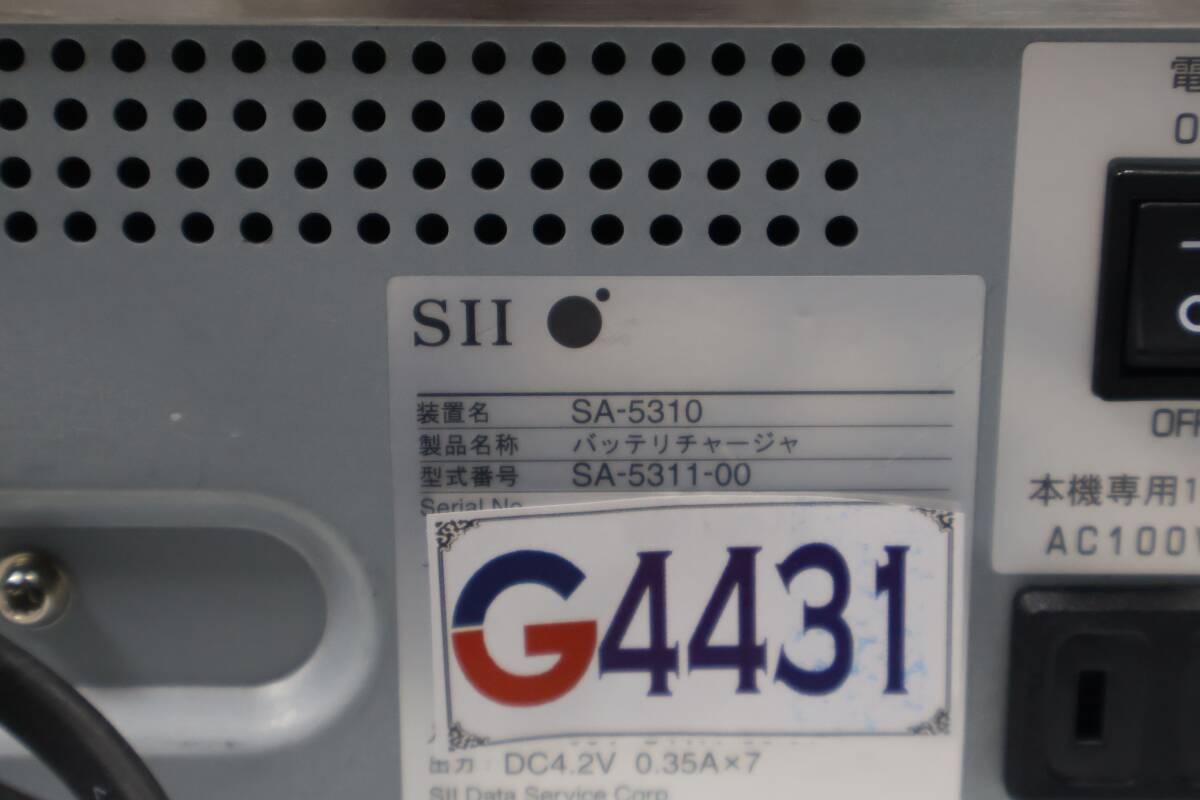 SII
装置名 SA-5310
製品名称 バッテリチャージャ
型式番号 SA-5311-00
Serial No
G4431
出力: DC4.2V 0.35A×7
SII Data Service Corp.
電
OFF
本機専用1
AC100V